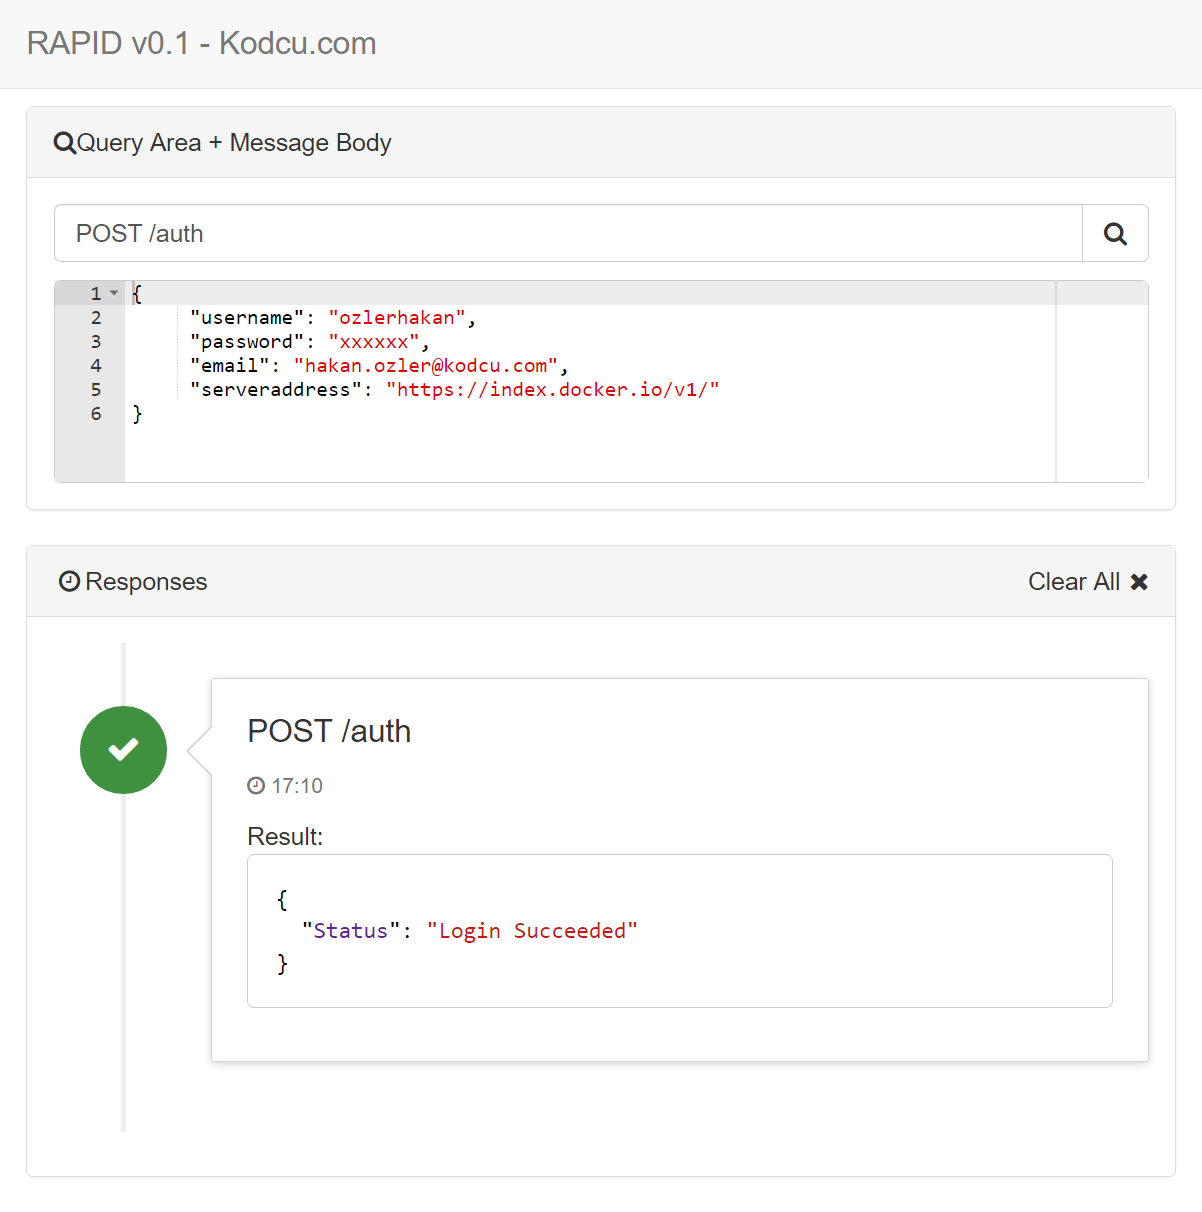 RAPID v0.1 - Kodcu.com
Query Area + Message Body
POST /auth
1 {
2 "username": "ozlerhakan",
3 "password": "xxxxxx",
4 "email": "hakan.ozler@kodcu.com",
5 "serveraddress": "https://index.docker.io/v1/"
6 }
Responses
Clear All
POST /auth
17:10
Result:
{
"Status": "Login Succeeded"
}